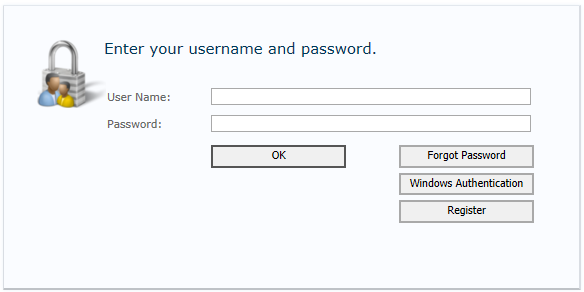 Enter your username and password.
User Name:
Password:
OK
Forgot Password
Windows Authentication
Register